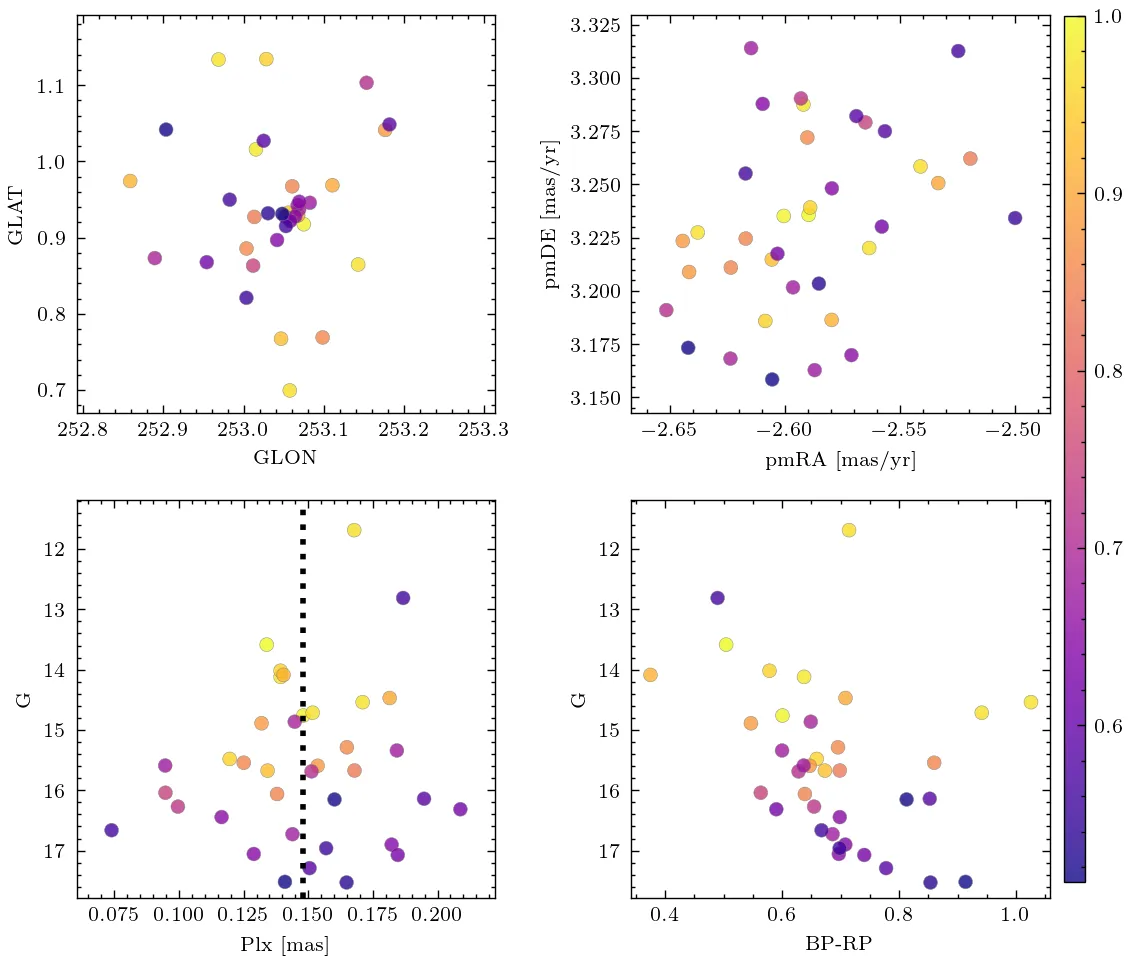 1.1
1.0
0.9
0.8
0.7
GLAT
252.8 252.9 253.0 253.1 253.2 253.3
GLON
3.325
3.300
3.275
3.250
3.225
3.200
3.175
3.150
pmDE [mas/yr]
−2.65 −2.60 −2.55 −2.50
pmRA [mas/yr]
1.0
0.9
0.8
0.7
0.6
12
13
14
15
16
17
G
0.075 0.100 0.125 0.150 0.175 0.200
Plx [mas]
12
13
14
15
16
17
G
0.4 0.6 0.8 1.0
BP-RP